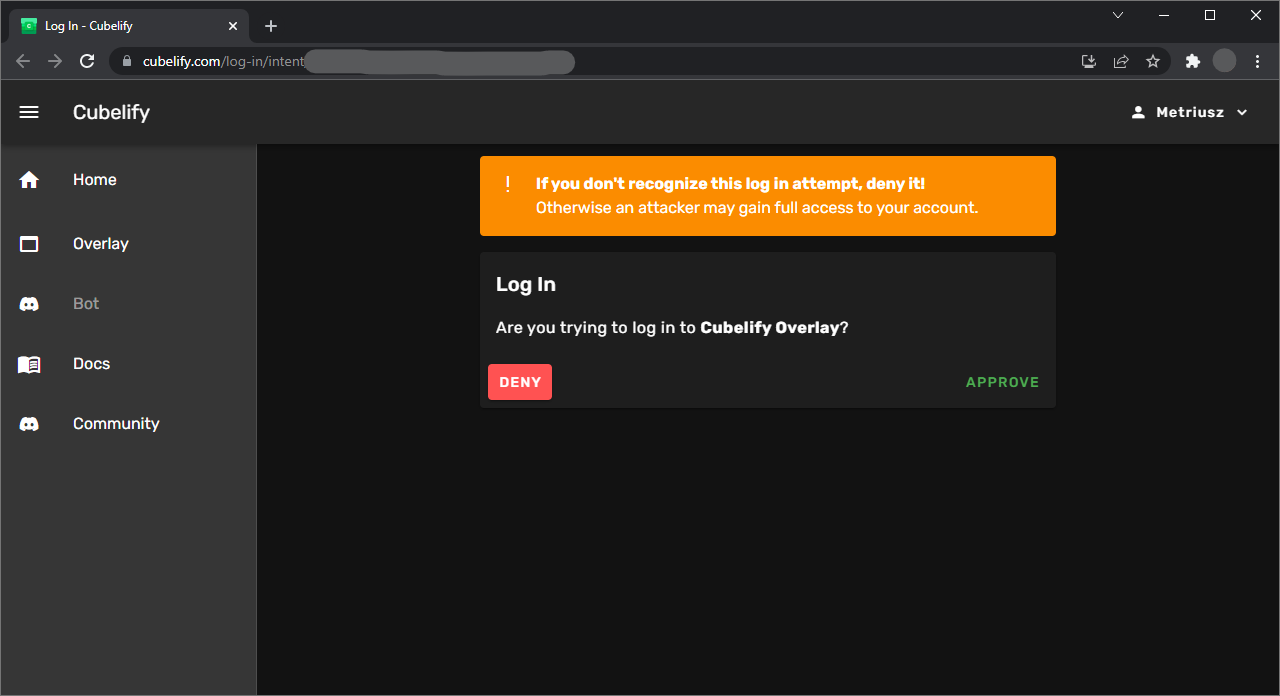 Log In - Cubelify
cubelify.com/log-in/intent
Cubelify
Metriusz
Home
Overlay
Bot
Docs
Community
! If you don't recognize this log in attempt, deny it!
Otherwise an attacker may gain full access to your account.
Log In
Are you trying to log in to Cubelify Overlay?
DENY
APPROVE